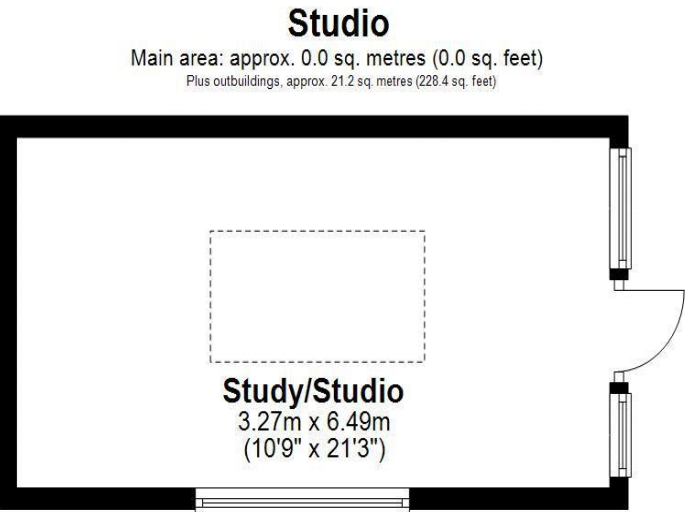 Studio
Main area: approx. 0.0 sq. metres (0.0 sq. feet)
Plus outbuildings, approx. 21.2 sq. metres (228.4 sq. feet)
Study/Studio
3.27m x 6.49m
(10'9" x 21'3")